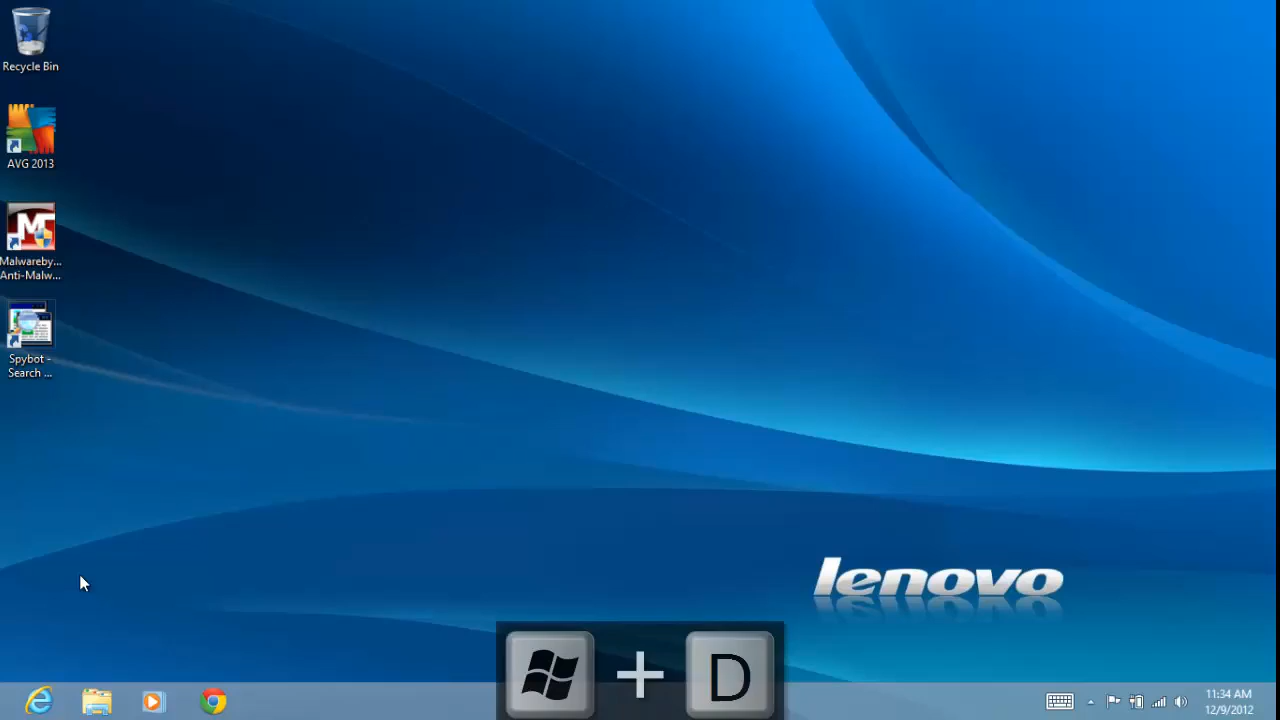 Recycle Bin
AVG 2013
Malwareby...
Anti-Malw...
Spybot -
Search ...
lenovo
+ D
11:34 AM
12/9/2012